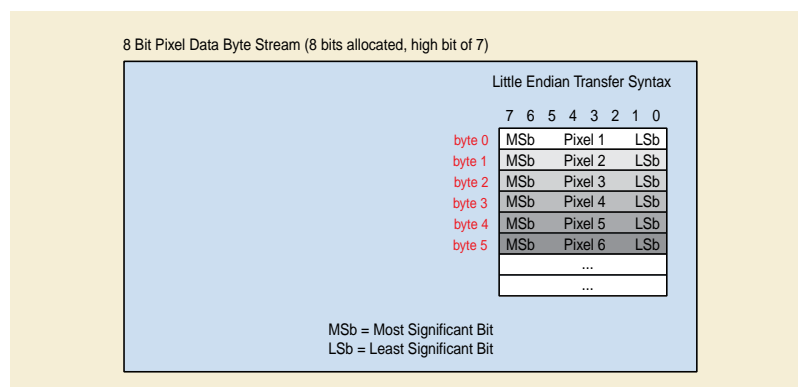 8 Bit Pixel Data Byte Stream (8 bits allocated, high bit of 7)
Little Endian Transfer Syntax
7 6 5 4 3 2 1 0
byte 0 MSb Pixel 1 LSb
byte 1 MSb Pixel 2 LSb
byte 2 MSb Pixel 3 LSb
byte 3 MSb Pixel 4 LSb
byte 4 MSb Pixel 5 LSb
byte 5 MSb Pixel 6 LSb
...
...
MSb = Most Significant Bit
LSb = Least Significant Bit